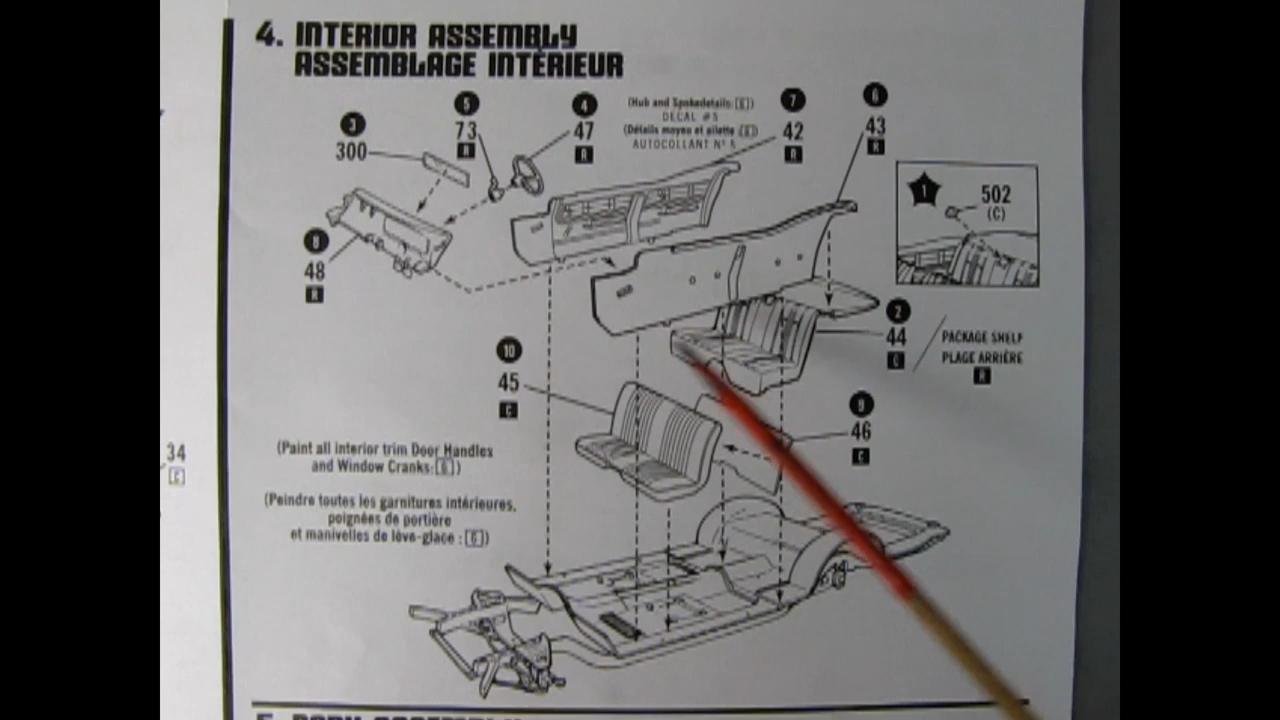 4. INTERIOR ASSEMBLY
ASSEMBLAGE INTÉRIEUR
3
300
5
73
R
4
47
R
(Hub and Spokedetails: G)
DECAL #5
(Détails moyeu et ailette: G)
AUTOCOLLANT N° 5
7
42
R
6
43
R
1
502
(C)
8
48
R
2
44
C
PACKAGE SHELF
PLAGE ARRIÈRE
R
10
45
C
9
46
C
34
C
(Paint all interior trim Door Handles
and Window Cranks: G)
(Peindre toutes les garnitures intérieures,
poignées de portière
et manivelles de lève-glace : G)
5. BODY ASSEMBLY